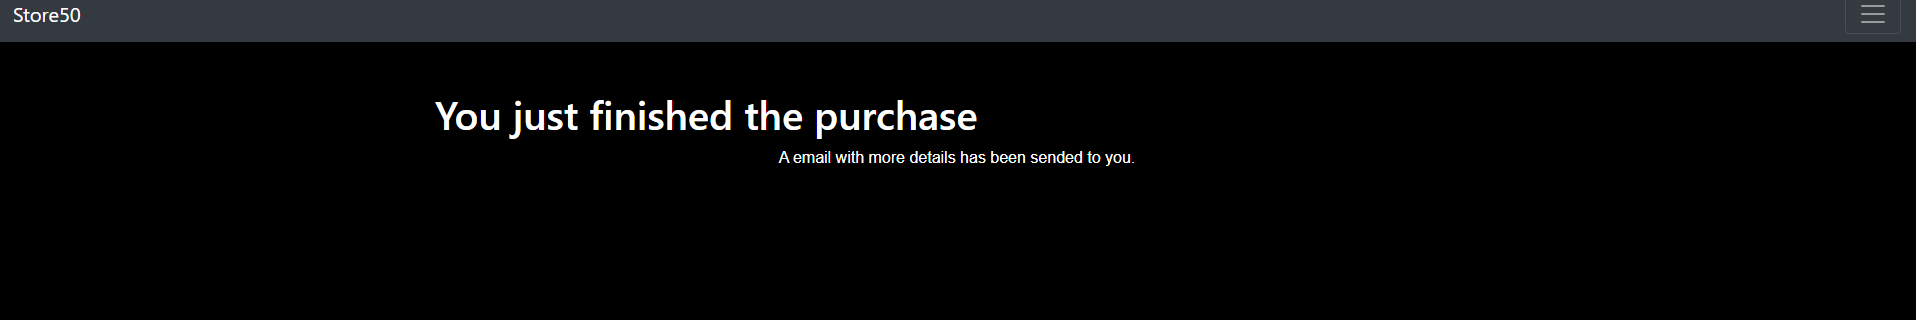 Store50
You just finished the purchase
A email with more details has been sended to you.